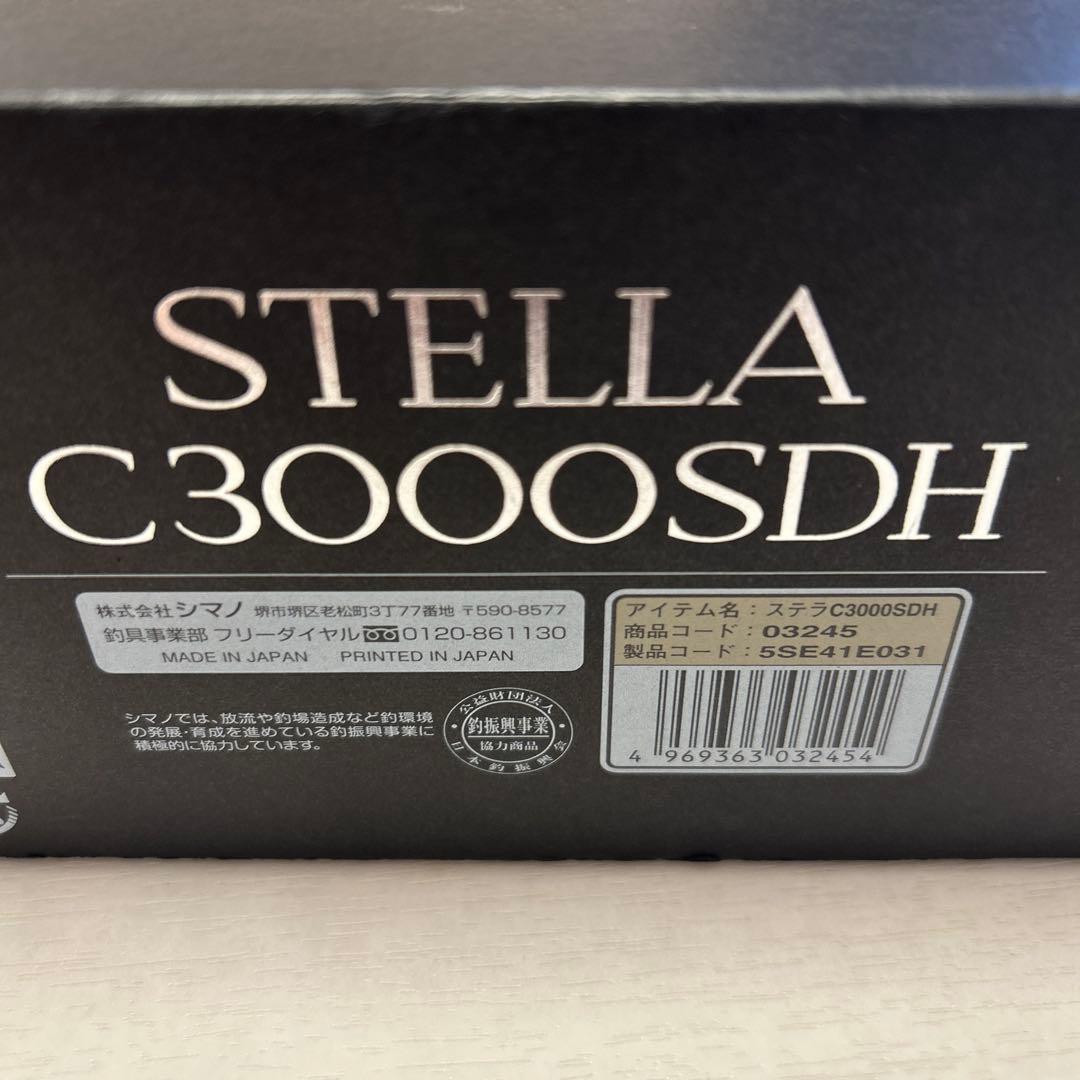 STELLA
C3000SDH
株式会社 シマノ 堺市堺区老松町3丁77番地 〒590-8577
釣具事業部 フリーダイヤル 0120-861130
MADE IN JAPAN PRINTED IN JAPAN
シマノでは、放流や釣場造成など釣環境
の発展・育成を進めている釣振興事業に
積極的に協力しています。
公益財団法人
釣振興事業
協力商品
日本釣振興会
アイテム名：ステラC3000SDH
商品コード：03245
製品コード：5SE41E031
4 969363 032454